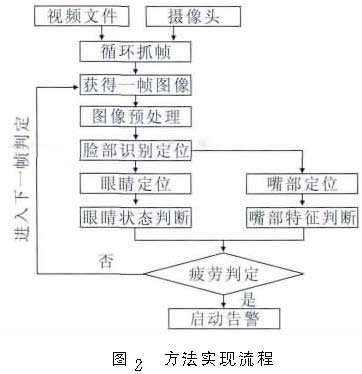 视频文件
摄像头
循环抓帧
获得一帧图像
图像预处理
脸部识别定位
眼睛定位
嘴部定位
眼睛状态判断
嘴部特征判断
进入下一帧判定
否
疲劳判定
是
启动告警
图 2 方法实现流程